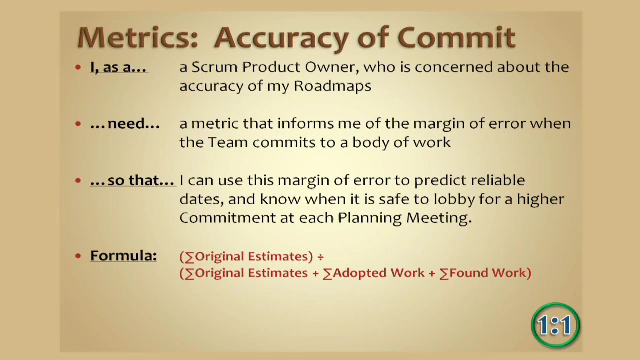 Metrics: Accuracy of Commit
• I, as a… a Scrum Product Owner, who is concerned about the
accuracy of my Roadmaps
• …need… a metric that informs me of the margin of error when
the Team commits to a body of work
• …so that… I can use this margin of error to predict reliable
dates, and know when it is safe to lobby for a higher
Commitment at each Planning Meeting.
• Formula: (∑Original Estimates) ÷
(∑Original Estimates + ∑Adopted Work + ∑Found Work)
1:1